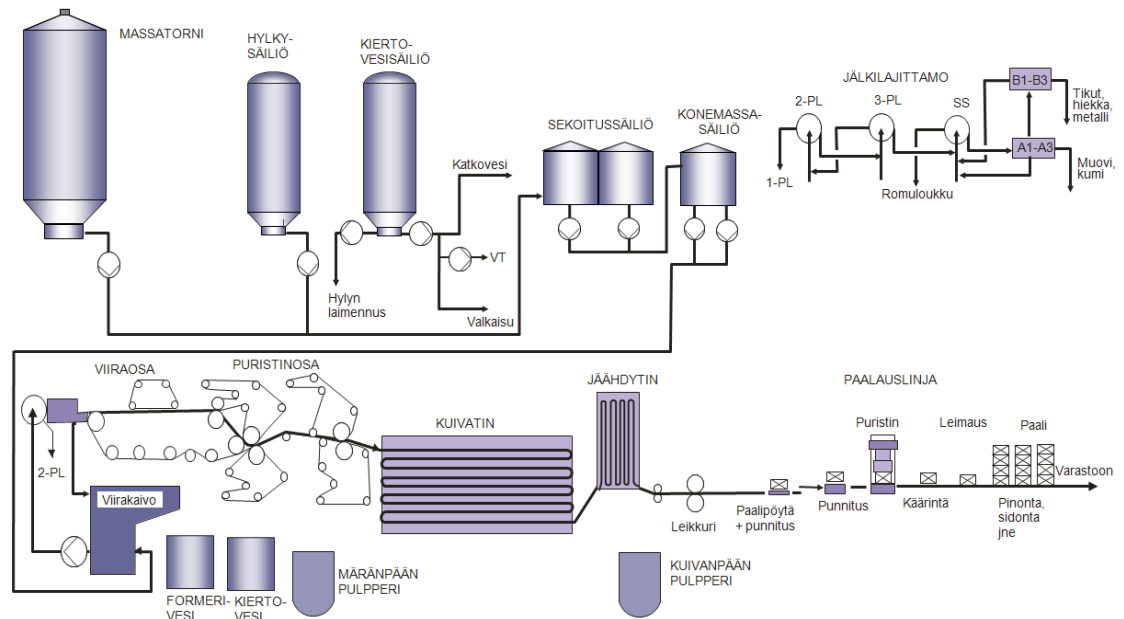 MASSATORNI
HYLKY-
SÄILIÖ
KIERTO-
VESISÄILIÖ
Katkovesi
VT
Hylyn
laimennus
Valkaisu
SEKOITUSSÄILIÖ
KONEMASSA-
SÄILIÖ
JÄLKILAJITTAMO
2-PL
3-PL
SS
B1-B3
Tikut,
hiekka,
metalli
A1-A3
Muovi,
kumi
1-PL
Romuloukku
VIIRAOSA
PURISTINOSA
2-PL
Viirakaivo
KUIVATIN
JÄÄHDYTIN
Leikkuri
Paalipöytä
+ punnitus
PAALAUSLINJA
Puristin
Leimaus
Paali
Varastoon
Punnitus
Käärintä
Pinonta,
sidonta
jne
FORMERI-
VESI
KIERTO-
VESI
MÄRÄNPÄÄN
PULPPERI
KUIVANPÄÄN
PULPPERI